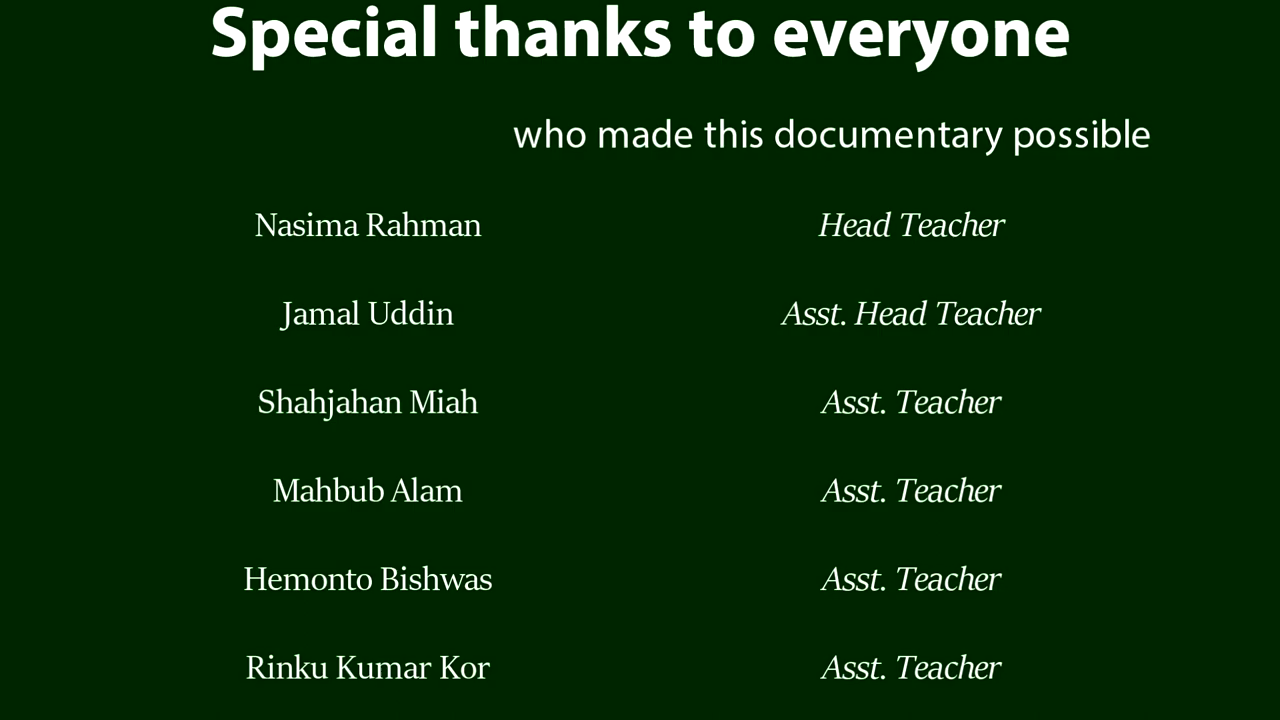 Special thanks to everyone
who made this documentary possible
Nasima Rahman Head Teacher
Jamal Uddin Asst. Head Teacher
Shahjahan Miah Asst. Teacher
Mahbub Alam Asst. Teacher
Hemonto Bishwas Asst. Teacher
Rinku Kumar Kor Asst. Teacher